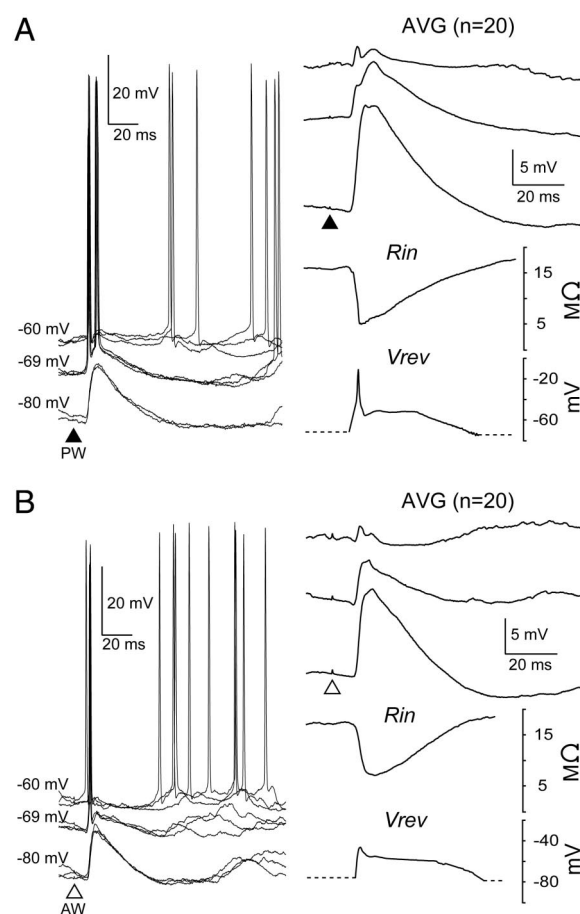 A
AVG (n=20)
20 mV
20 ms
5 mV
20 ms
Rin
15
5
MΩ
-60 mV
-69 mV
-80 mV
Vrev
-20
-60
mV
PW
B
AVG (n=20)
20 mV
20 ms
5 mV
20 ms
Rin
15
5
MΩ
-60 mV
-69 mV
-80 mV
Vrev
-40
-60
-80
mV
AW